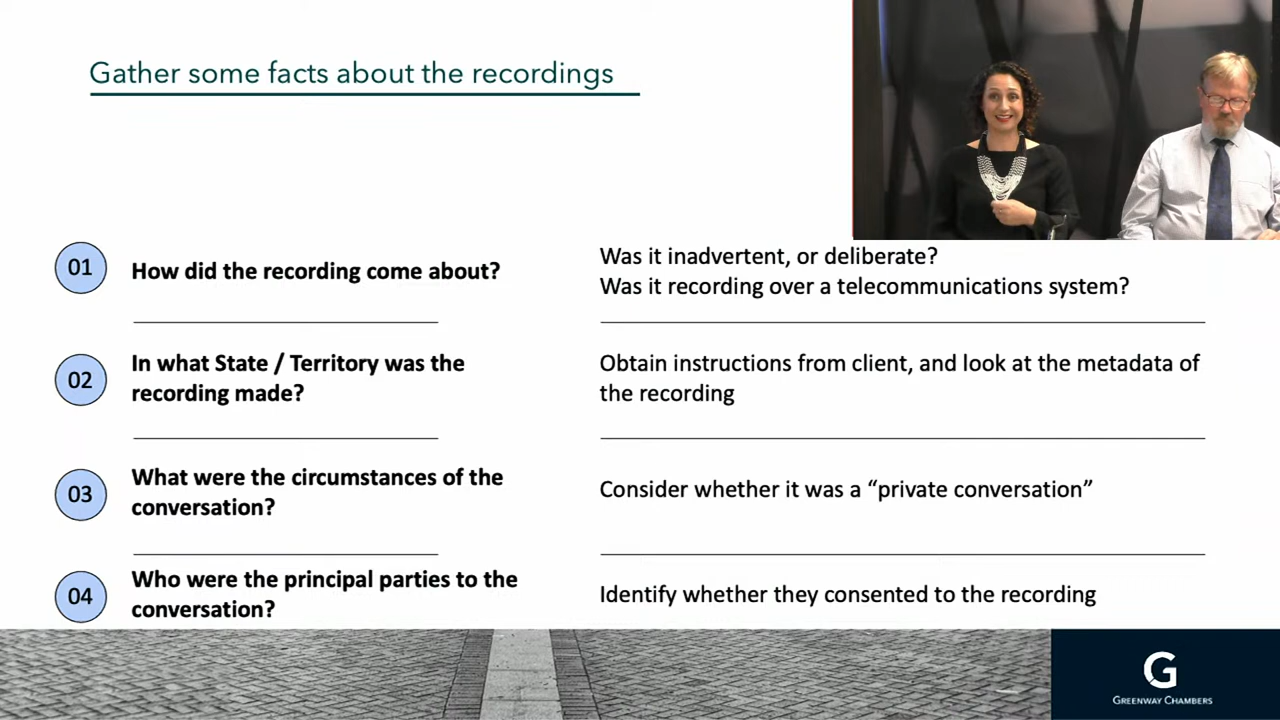 Gather some facts about the recordings
01
How did the recording come about?
Was it inadvertent, or deliberate?
Was it recording over a telecommunications system?
02
In what State / Territory was the
recording made?
Obtain instructions from client, and look at the metadata of
the recording
03
What were the circumstances of the
conversation?
Consider whether it was a “private conversation”
04
Who were the principal parties to the
conversation?
Identify whether they consented to the recording
G
GREENWAY CHAMBERS